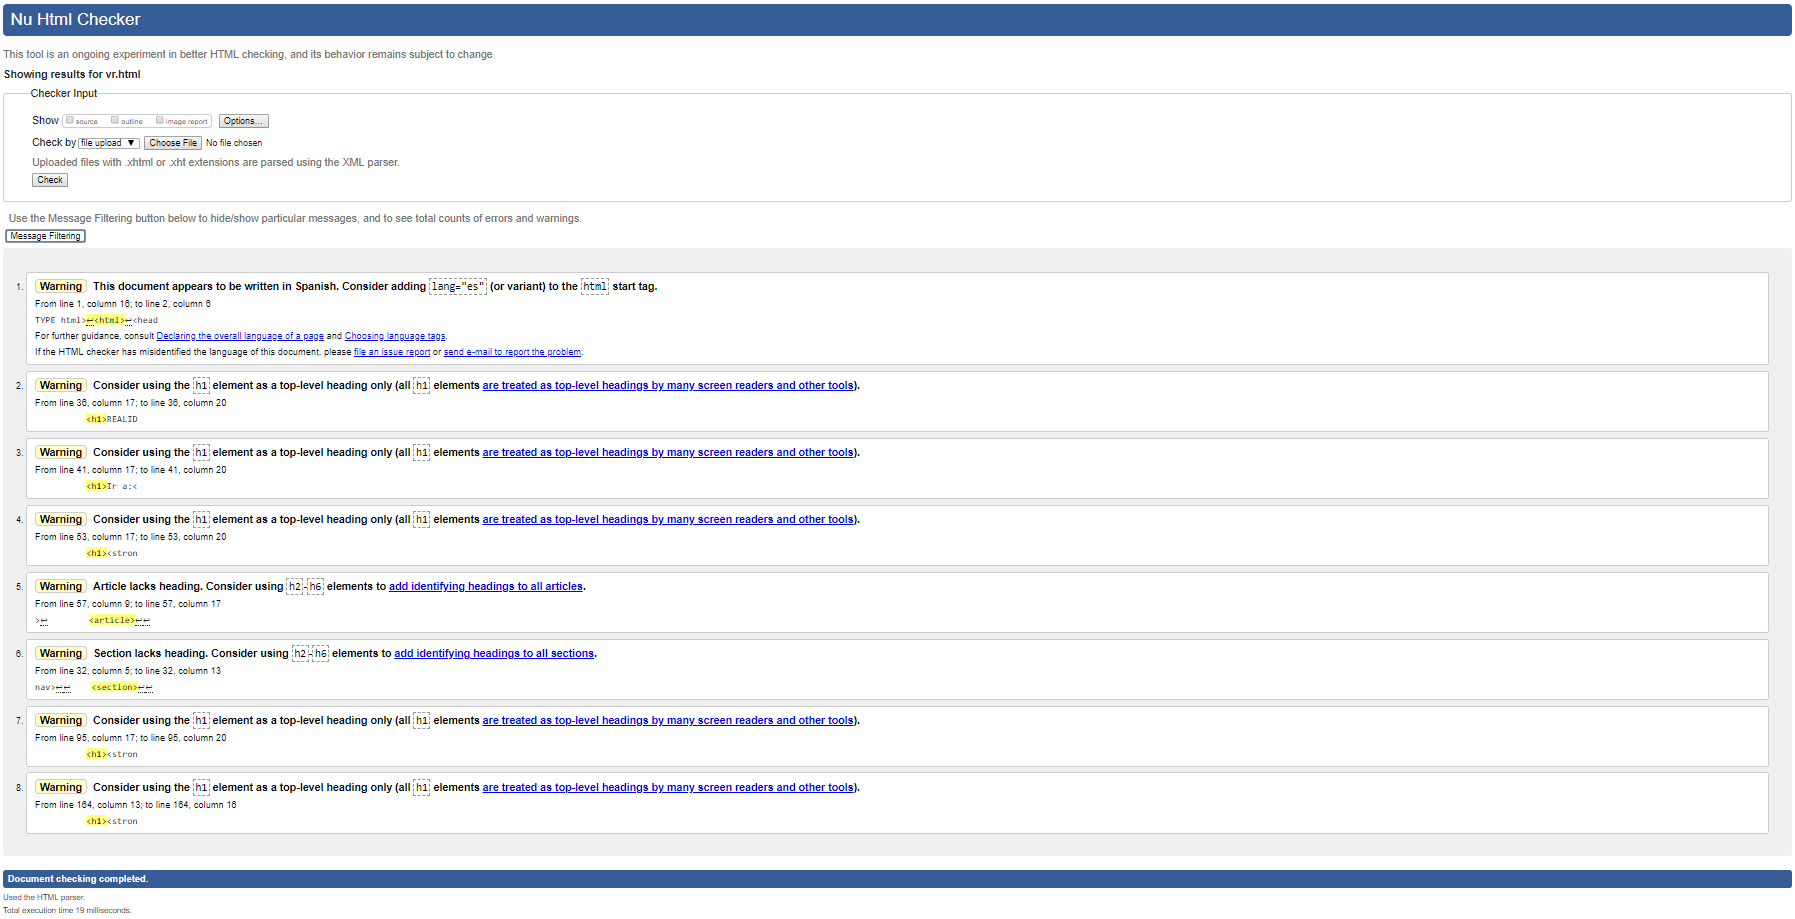 Nu Html Checker
This tool is an ongoing experiment in better HTML checking, and its behavior remains subject to change
Showing results for vr.html
Checker Input
Show source outline image report Options...
Check by file upload ▼ Choose File No file chosen
Uploaded files with .xhtml or .xht extensions are parsed using the XML parser.
Check
Use the Message Filtering button below to hide/show particular messages, and to see total counts of errors and warnings.
Message Filtering
1. Warning This document appears to be written in Spanish. Consider adding lang="es" (or variant) to the html start tag.
From line 1, column 16; to line 2, column 6
TYPE html>↩<html>↩<head
For further guidance, consult Declaring the overall language of a page and Choosing language tags.
If the HTML checker has misidentified the language of this document, please file an issue report or send e-mail to report the problem.
2. Warning Consider using the h1 element as a top-level heading only (all h1 elements are treated as top-level headings by many screen readers and other tools).
From line 36, column 17; to line 36, column 20
<h1>REALID
3. Warning Consider using the h1 element as a top-level heading only (all h1 elements are treated as top-level headings by many screen readers and other tools).
From line 41, column 17; to line 41, column 20
<h1>Ir a:<
4. Warning Consider using the h1 element as a top-level heading only (all h1 elements are treated as top-level headings by many screen readers and other tools).
From line 53, column 17; to line 53, column 20
<h1><stron
5. Warning Article lacks heading. Consider using h2-h6 elements to add identifying headings to all articles.
From line 57, column 9; to line 57, column 17
>↩ <article>↩↩
6. Warning Section lacks heading. Consider using h2-h6 elements to add identifying headings to all sections.
From line 32, column 5; to line 32, column 13
nav>↩↩ <section>↩↩
7. Warning Consider using the h1 element as a top-level heading only (all h1 elements are treated as top-level headings by many screen readers and other tools).
From line 95, column 17; to line 95, column 20
<h1><stron
8. Warning Consider using the h1 element as a top-level heading only (all h1 elements are treated as top-level headings by many screen readers and other tools).
From line 164, column 13; to line 164, column 16
<h1><stron
Document checking completed.
Used the HTML parser.
Total execution time 19 milliseconds.